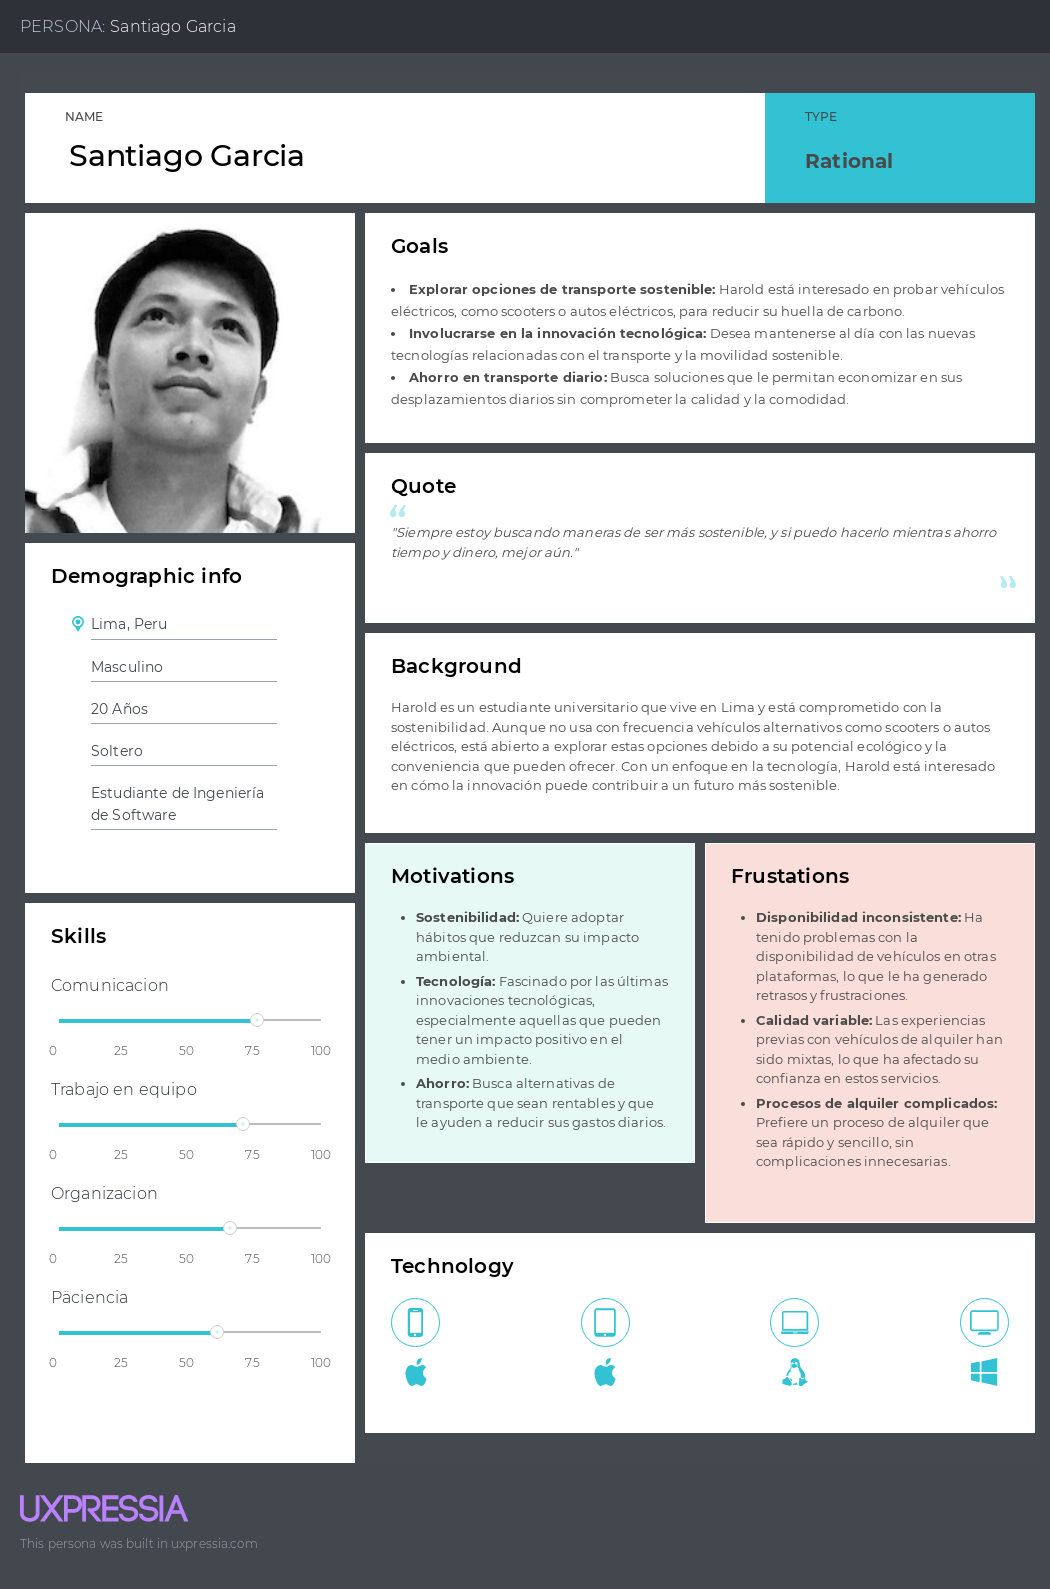 PERSONA: Santiago Garcia
NAME
Santiago Garcia
TYPE
Rational
Goals
• Explorar opciones de transporte sostenible: Harold está interesado en probar vehículos
eléctricos, como scooters o autos eléctricos, para reducir su huella de carbono.
• Involucrarse en la innovación tecnológica: Desea mantenerse al día con las nuevas
tecnologías relacionadas con el transporte y la movilidad sostenible.
• Ahorro en transporte diario: Busca soluciones que le permitan economizar en sus
desplazamientos diarios sin comprometer la calidad y la comodidad.
Quote
“
"Siempre estoy buscando maneras de ser más sostenible, y si puedo hacerlo mientras ahorro
tiempo y dinero, mejor aún."
”
Demographic info
Lima, Peru
Masculino
20 Años
Soltero
Estudiante de Ingeniería
de Software
Background
Harold es un estudiante universitario que vive en Lima y está comprometido con la
sostenibilidad. Aunque no usa con frecuencia vehículos alternativos como scooters o autos
eléctricos, está abierto a explorar estas opciones debido a su potencial ecológico y la
conveniencia que pueden ofrecer. Con un enfoque en la tecnología, Harold está interesado
en cómo la innovación puede contribuir a un futuro más sostenible.
Skills
Comunicacion
0 25 50 75 100
Trabajo en equipo
0 25 50 75 100
Organizacion
0 25 50 75 100
Päciencia
0 25 50 75 100
Motivations
• Sostenibilidad: Quiere adoptar
hábitos que reduzcan su impacto
ambiental.
• Tecnología: Fascinado por las últimas
innovaciones tecnológicas,
especialmente aquellas que pueden
tener un impacto positivo en el
medio ambiente.
• Ahorro: Busca alternativas de
transporte que sean rentables y que
le ayuden a reducir sus gastos diarios.
Frustations
• Disponibilidad inconsistente: Ha
tenido problemas con la
disponibilidad de vehículos en otras
plataformas, lo que le ha generado
retrasos y frustraciones.
• Calidad variable: Las experiencias
previas con vehículos de alquiler han
sido mixtas, lo que ha afectado su
confianza en estos servicios.
• Procesos de alquiler complicados:
Prefiere un proceso de alquiler que
sea rápido y sencillo, sin
complicaciones innecesarias.
Technology
UXPRESSIA
This persona was built in uxpressia.com